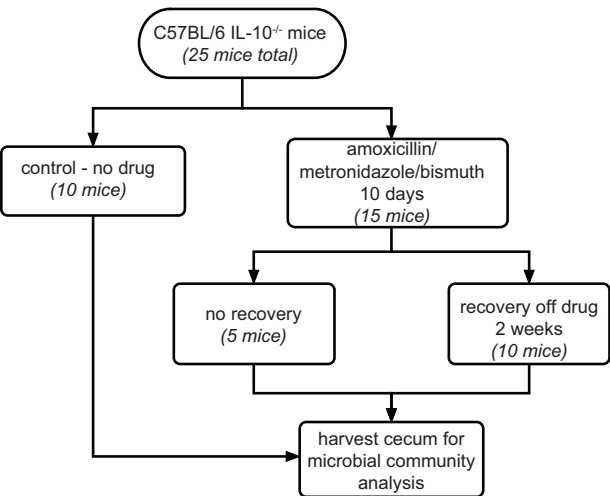 C57BL/6 IL-10-/- mice
(25 mice total)
control - no drug
(10 mice)
amoxicillin/
metronidazole/bismuth
10 days
(15 mice)
no recovery
(5 mice)
recovery off drug
2 weeks
(10 mice)
harvest cecum for
microbial community
analysis